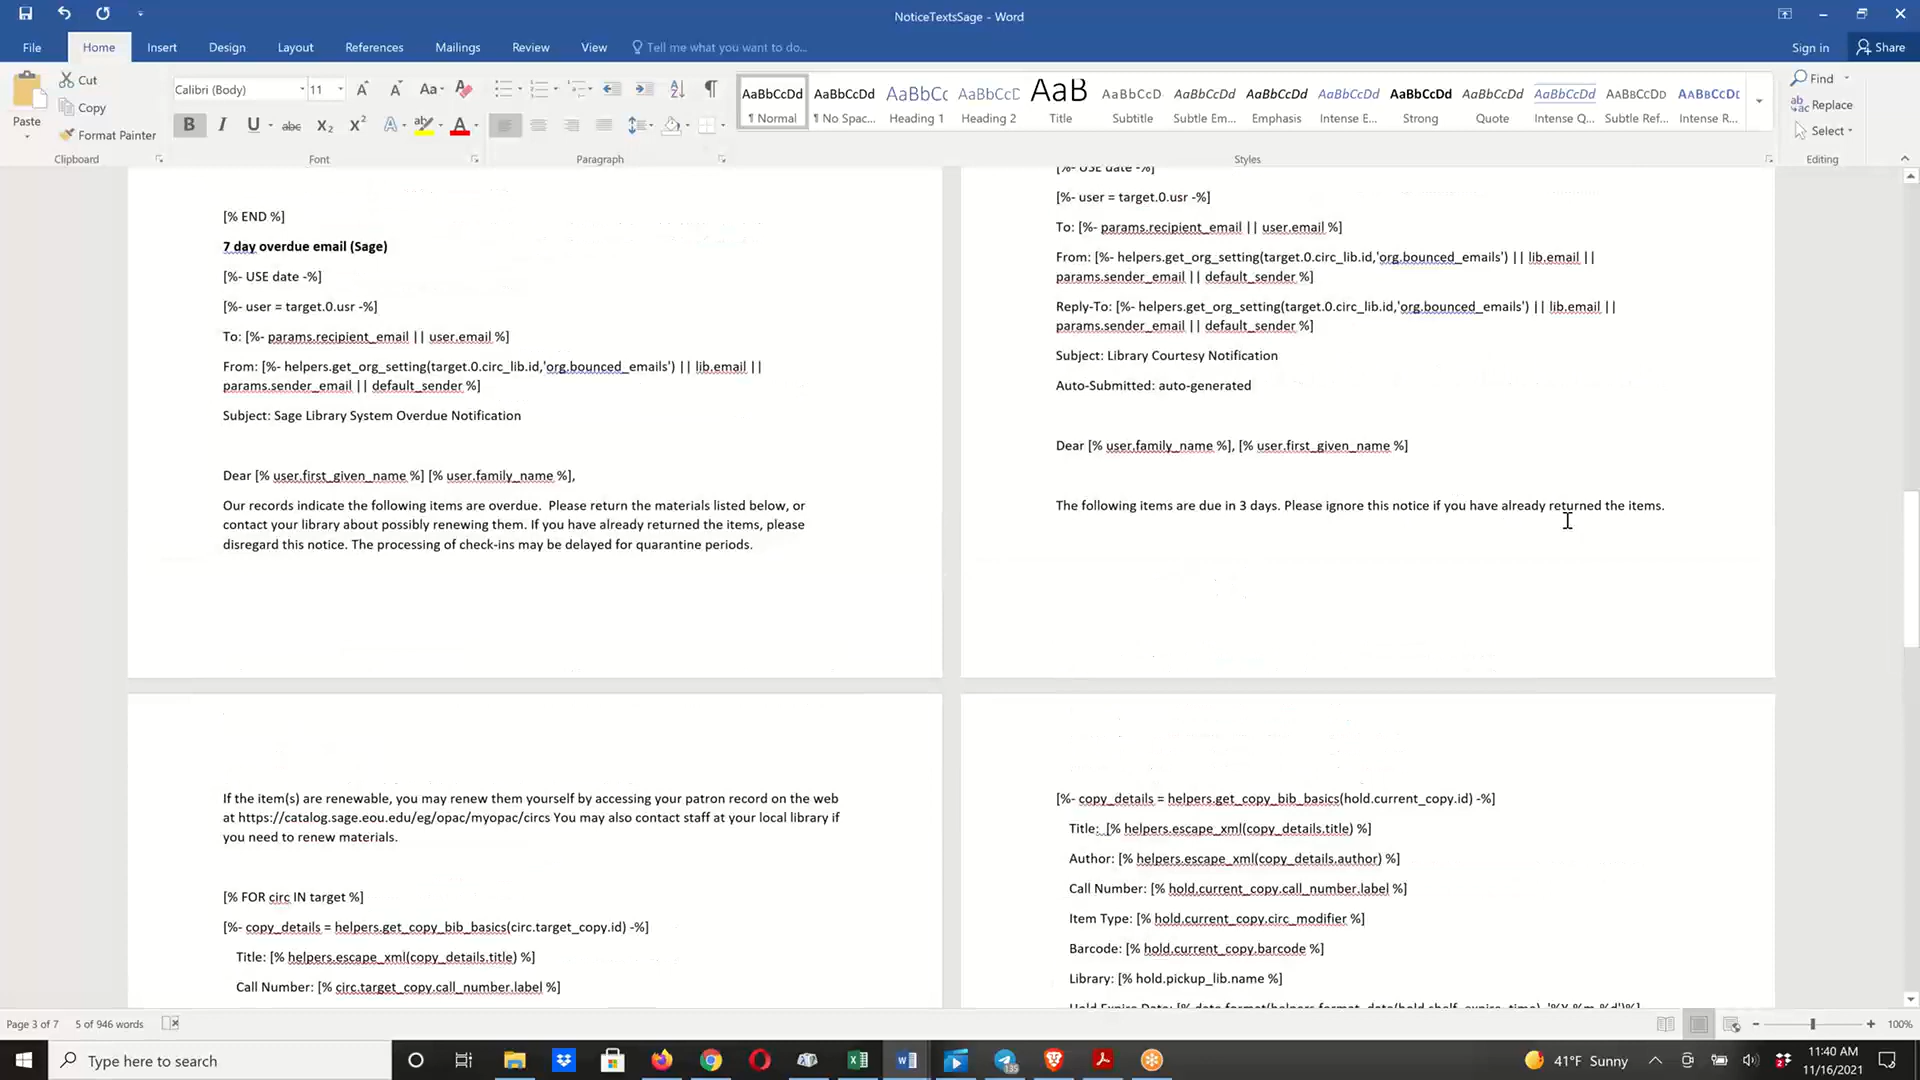 NoticeTextsSage - Word
File
Home
Insert
Design
Layout
References
Mailings
Review
View
Tell me what you want to do...
Sign in
Share
Paste
Cut
Copy
Format Painter
Clipboard
Calibri (Body)
11
Font
Paragraph
AaBbCcDd
¶ Normal
AaBbCcDd
¶ No Spac...
AaBbCc
Heading 1
AaBbCcD
Heading 2
AaB
Title
AaBbCcD
Subtitle
AaBbCcDd
Subtle Em...
AaBbCcDd
Emphasis
AaBbCcDd
Intense E...
AaBbCcDd
Strong
AaBbCcDd
Quote
AaBbCcDd
Intense Q...
AaBbCcDd
Subtle Ref...
AaBbCcDc
Intense R...
Styles
Find
Replace
Select
Editing
[% END %]
7 day overdue email (Sage)
[%- USE date -%]
[%- user = target.0.usr -%]
To: [%- params.recipient_email || user.email %]
From: [%- helpers.get_org_setting(target.0.circ_lib.id,'org.bounced_emails') || lib.email ||
params.sender_email || default_sender %]
Subject: Sage Library System Overdue Notification
Dear [% user.first_given_name %] [% user.family_name %],
Our records indicate the following items are overdue.  Please return the materials listed below, or
contact your library about possibly renewing them. If you have already returned the items, please
disregard this notice. The processing of check-ins may be delayed for quarantine periods.
[%- USE date -%]
[%- user = target.0.usr -%]
To: [%- params.recipient_email || user.email %]
From: [%- helpers.get_org_setting(target.0.circ_lib.id,'org.bounced_emails') || lib.email ||
params.sender_email || default_sender %]
Reply-To: [%- helpers.get_org_setting(target.0.circ_lib.id,'org.bounced_emails') || lib.email ||
params.sender_email || default_sender %]
Subject: Library Courtesy Notification
Auto-Submitted: auto-generated
Dear [% user.family_name %], [% user.first_given_name %]
The following items are due in 3 days. Please ignore this notice if you have already returned the items.
If the item(s) are renewable, you may renew them yourself by accessing your patron record on the web
at https://catalog.sage.eou.edu/eg/opac/myopac/circs You may also contact staff at your local library if
you need to renew materials.
[% FOR circ IN target %]
[%- copy_details = helpers.get_copy_bib_basics(circ.target_copy.id) -%]
Title: [% helpers.escape_xml(copy_details.title) %]
Call Number: [% circ.target_copy.call_number.label %]
[%- copy_details = helpers.get_copy_bib_basics(hold.current_copy.id) -%]
Title:  [% helpers.escape_xml(copy_details.title) %]
Author: [% helpers.escape_xml(copy_details.author) %]
Call Number: [% hold.current_copy.call_number.label %]
Item Type: [% hold.current_copy.circ_modifier %]
Barcode: [% hold.current_copy.barcode %]
Library: [% hold.pickup_lib.name %]
Hold Expire Date: [% date.format(helpers.format_date(hold.shelf_expire_time), '%Y-%m-%d')%]
Page 3 of 7
5 of 946 words
100%
Type here to search
135
41°F Sunny
11:40 AM
11/16/2021